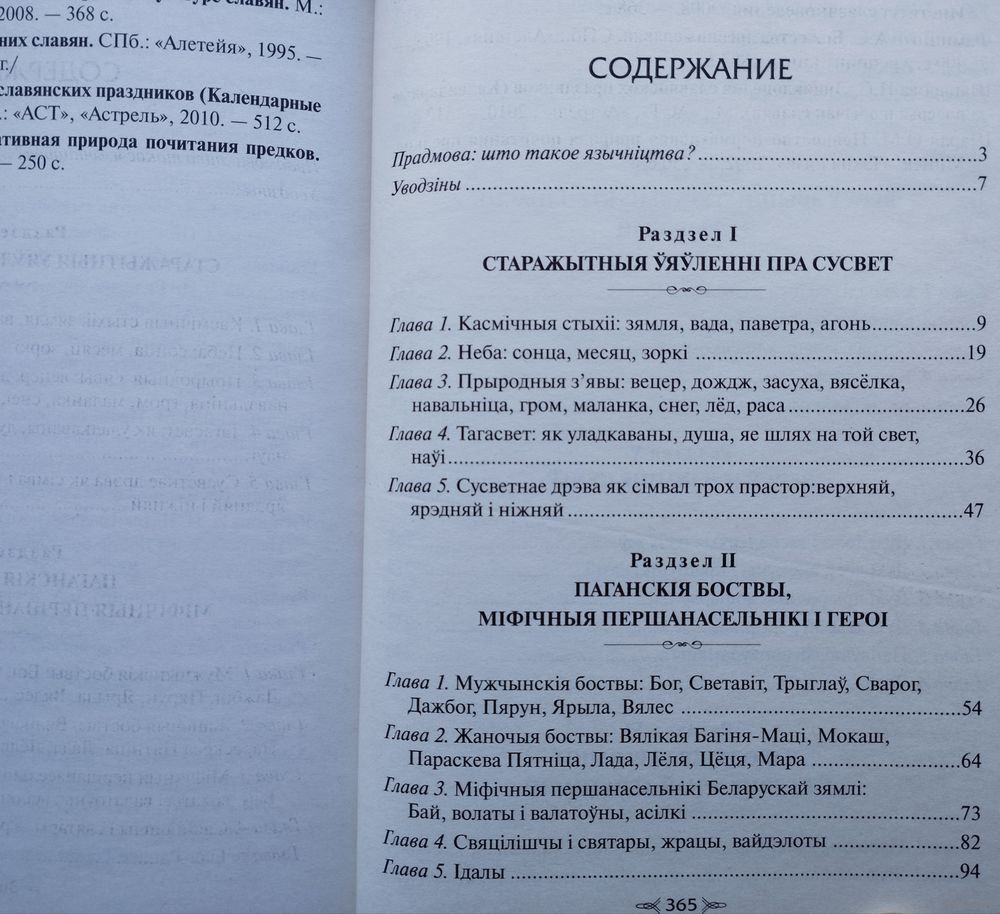 славян. М.:
2008. — 368 с.
них славян. СПб.: «Алетейя», 1995. —
г./
славянских праздников (Календарные
.: «АСТ», «Астрель», 2010. — 512 с.
ативная природа почитания предков.
— 250 с.
СОДЕРЖАНИЕ
Прадмова: што такое язычніцтва? 3
Уводзіны 7
Раздзел I
СТАРАЖЫТНЫЯ ЎЯЎЛЕННІ ПРА СУСВЕТ
Глава 1. Касмічныя стыхіі: зямля, вада, паветра, агонь 9
Глава 2. Неба: сонца, месяц, зоркі 19
Глава 3. Прыродныя з’явы: вецер, дождж, засуха, вясёлка,
навальніца, гром, маланка, снег, лёд, раса 26
Глава 4. Тагасвет: як уладкаваны, душа, яе шлях на той свет,
наўі 36
Глава 5. Сусветнае дрэва як сімвал трох прастор:верхняй,
ярэдняй і ніжняй 47
Раздзел II
ПАГАНСКІЯ БОСТВЫ,
МІФІЧНЫЯ ПЕРШАНАСЕЛЬНІКІ І ГЕРОІ
Глава 1. Мужчынскія боствы: Бог, Светавіт, Трыглаў, Сварог,
Дажбог, Пярун, Ярыла, Вялес 54
Глава 2. Жаночыя боствы: Вялікая Багіня-Маці, Мокаш,
Параскева Пятніца, Лада, Лёля, Цёця, Мара 64
Глава 3. Міфічныя першанасельнікі Беларускай зямлі:
Бай, волаты і валатоўны, асілкі 73
Глава 4. Свяцілішчы і святары, жрацы, вайдэлоты 82
Глава 5. Ідалы 94
365